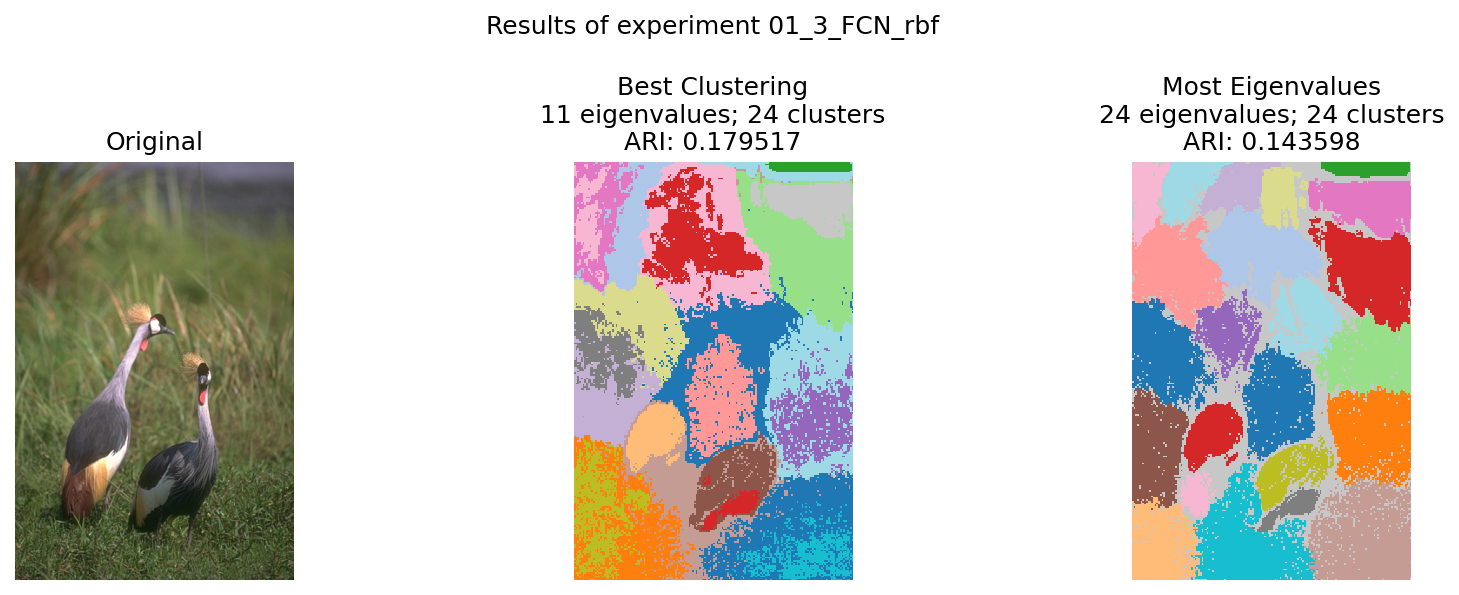 Results of experiment 01_3_FCN_rbf
Original
Best Clustering
11 eigenvalues; 24 clusters
ARI: 0.179517
Most Eigenvalues
24 eigenvalues; 24 clusters
ARI: 0.143598